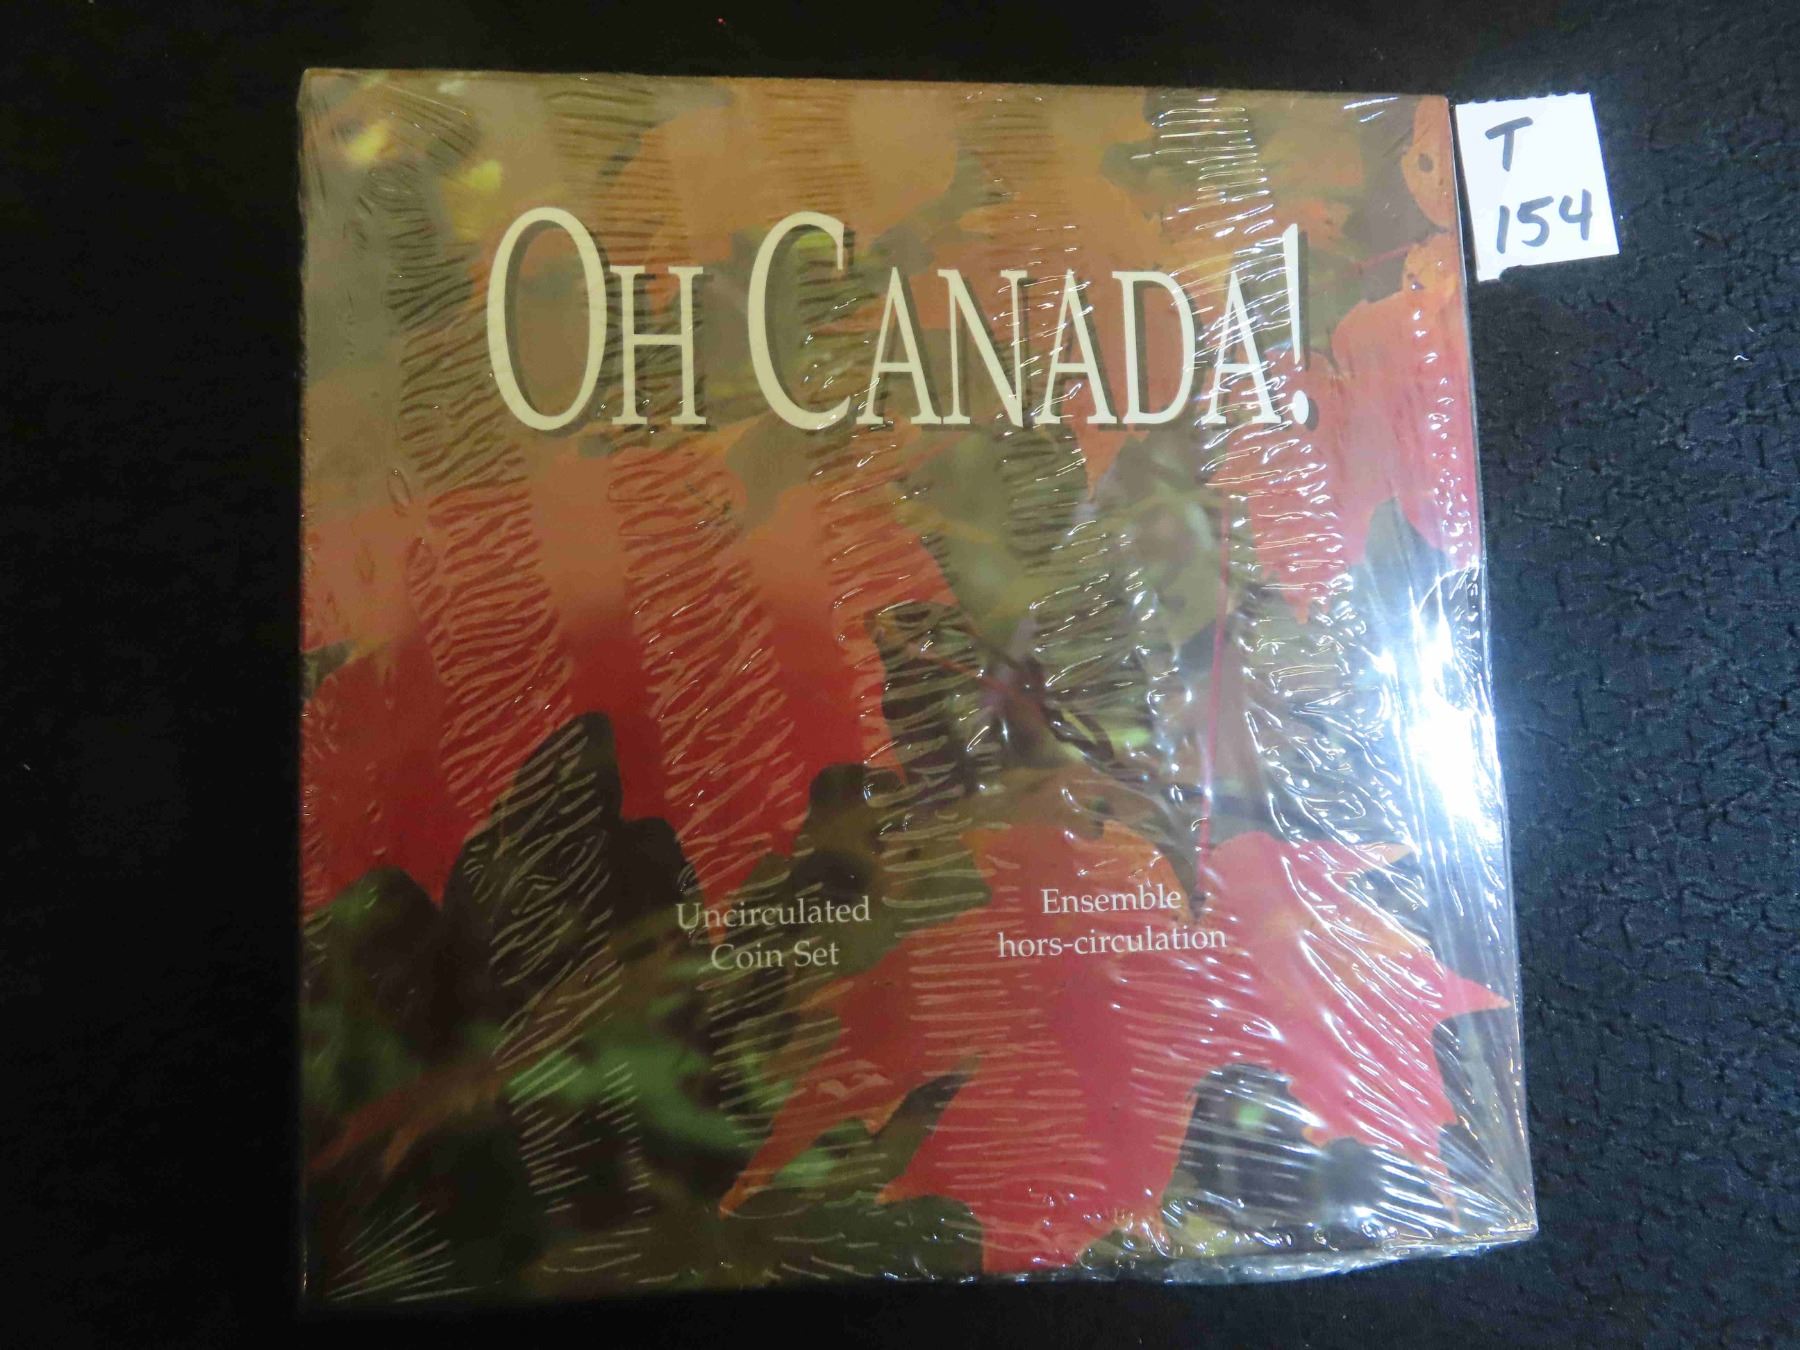 OH CANADA!
T
154
Uncirculated
Coin Set
Ensemble
hors-circulation